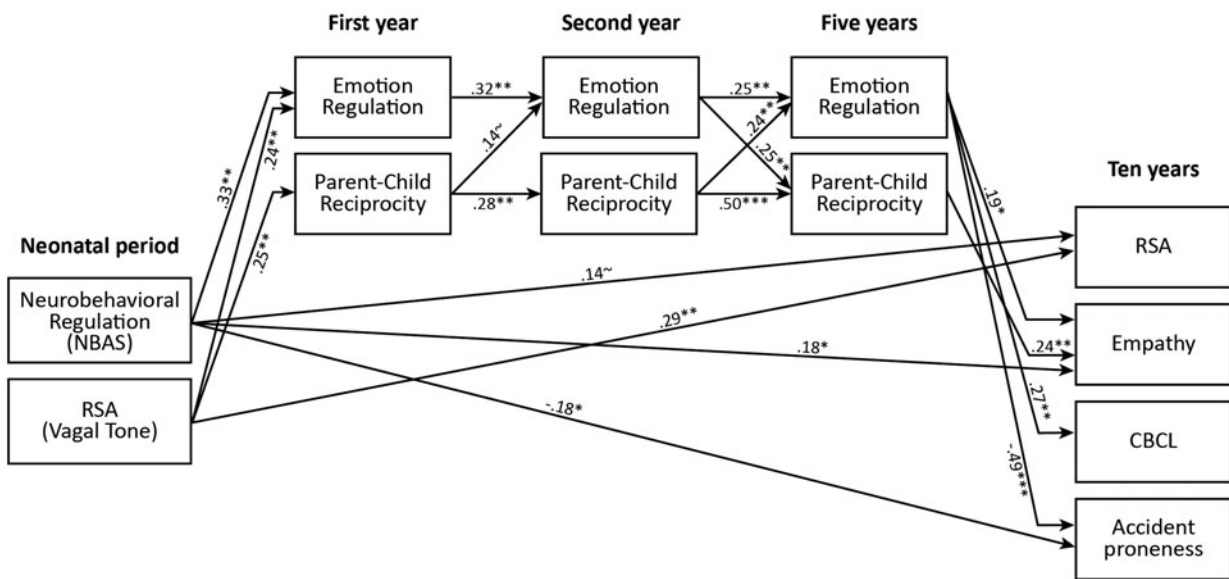 First year
Second year
Five years
Emotion
Regulation
.32**
Emotion
Regulation
.25**
Emotion
Regulation
.33**
.24**
.14~
.24**
.25**
Parent-Child
Reciprocity
.28**
Parent-Child
Reciprocity
.50***
Parent-Child
Reciprocity
Ten years
.19*
.25**
Neonatal period
.14~
RSA
Neurobehavioral
Regulation
(NBAS)
.29**
.18*
.24**
Empathy
RSA
(Vagal Tone)
-.18*
.27**
CBCL
-.49***
Accident
proneness